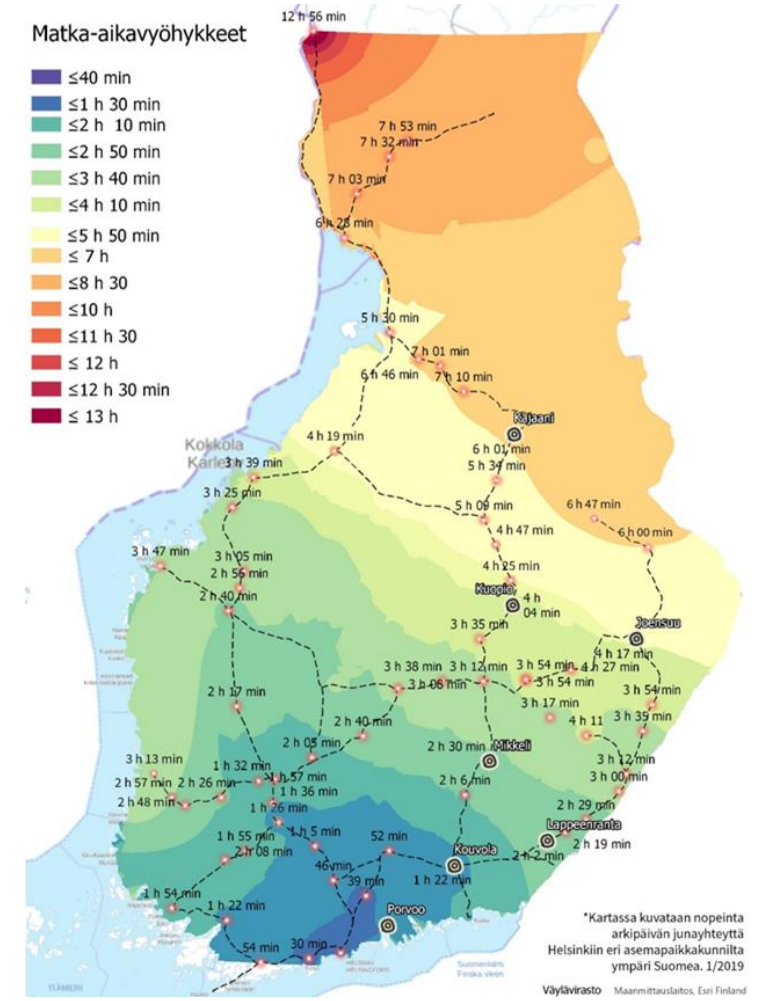 12 h 56 min
Matka-aikavyöhykkeet
≤40 min
≤1 h 30 min
≤2 h 10 min
≤2 h 50 min
≤3 h 40 min
≤4 h 10 min
≤5 h 50 min
≤ 7 h
≤8 h 30
≤10 h
≤11 h 30
≤ 12 h
≤12 h 30 min
≤ 13 h
7 h 53 min
7 h 32 min
7 h 03 min
6 h 28 min
5 h 30 min
7 h 01 min
6 h 46 min
7 h 10 min
Kajaani
4 h 19 min
Kokkola
6 h 01 min
3 h 39 min
5 h 34 min
3 h 25 min
5 h 09 min
6 h 47 min
4 h 47 min
6 h 00 min
3 h 47 min
3 h 05 min
4 h 25 min
2 h 56 min
Kuopio
2 h 40 min
4 h
04 min
3 h 35 min
Joensuu
4 h 17 min
3 h 38 min
3 h 12 min
3 h 54 min
4 h 27 min
3 h 08 min
3 h 54 min
2 h 17 min
3 h 54 min
3 h 17 min
4 h 11
3 h 35 min
2 h 40 min
2 h 05 min
2 h 30 min
Mikkeli
3 h 13 min
1 h 32 min
3 h 12 min
2 h 57 min
2 h 26 min
1 h 57 min
2 h 6 min
3 h 00 min
2 h 48 min
1 h 36 min
1 h 26 min
2 h 29 min
1 h 55 min
1 h 5 min
52 min
Lappeenranta
2 h 08 min
Kouvola
2 h 2 min
2 h 19 min
46 min
39 min
1 h 22 min
1 h 54 min
1 h 22 min
Porvoo
54 min
30 min
*Kartassa kuvataan nopeinta
arkipäivän junayhteyttä
Helsinkiin eri asemapaikkakunnilta
ympäri Suomea. 1/2019
Suomenlahti
Finska viken
ITÄMERI
Väylävirasto Maanmittauslaitos, Esri Finland